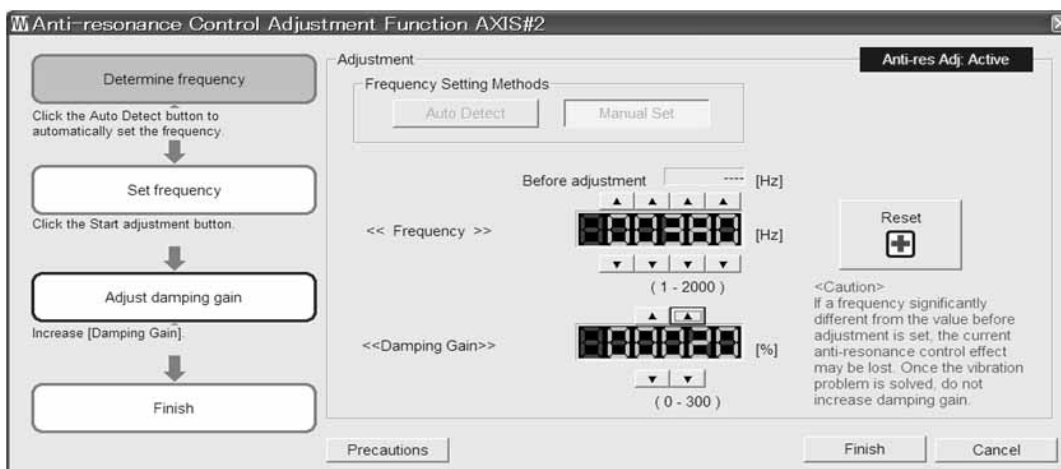 Anti-resonance Control Adjustment Function AXIS#2
Determine frequency
Click the Auto Detect button to
automatically set the frequency.
Set frequency
Click the Start adjustment button.
Adjust damping gain
Increase [Damping Gain].
Finish
Adjustment
Anti-res Adj: Active
Frequency Setting Methods
Auto Detect
Manual Set
Before adjustment ---- [Hz]
<< Frequency >>
[Hz]
( 1 - 2000 )
<<Damping Gain>>
[%]
( 0 - 300 )
Reset
<Caution>
If a frequency significantly
different from the value before
adjustment is set, the current
anti-resonance control effect
may be lost. Once the vibration
problem is solved, do not
increase damping gain.
Precautions
Finish
Cancel